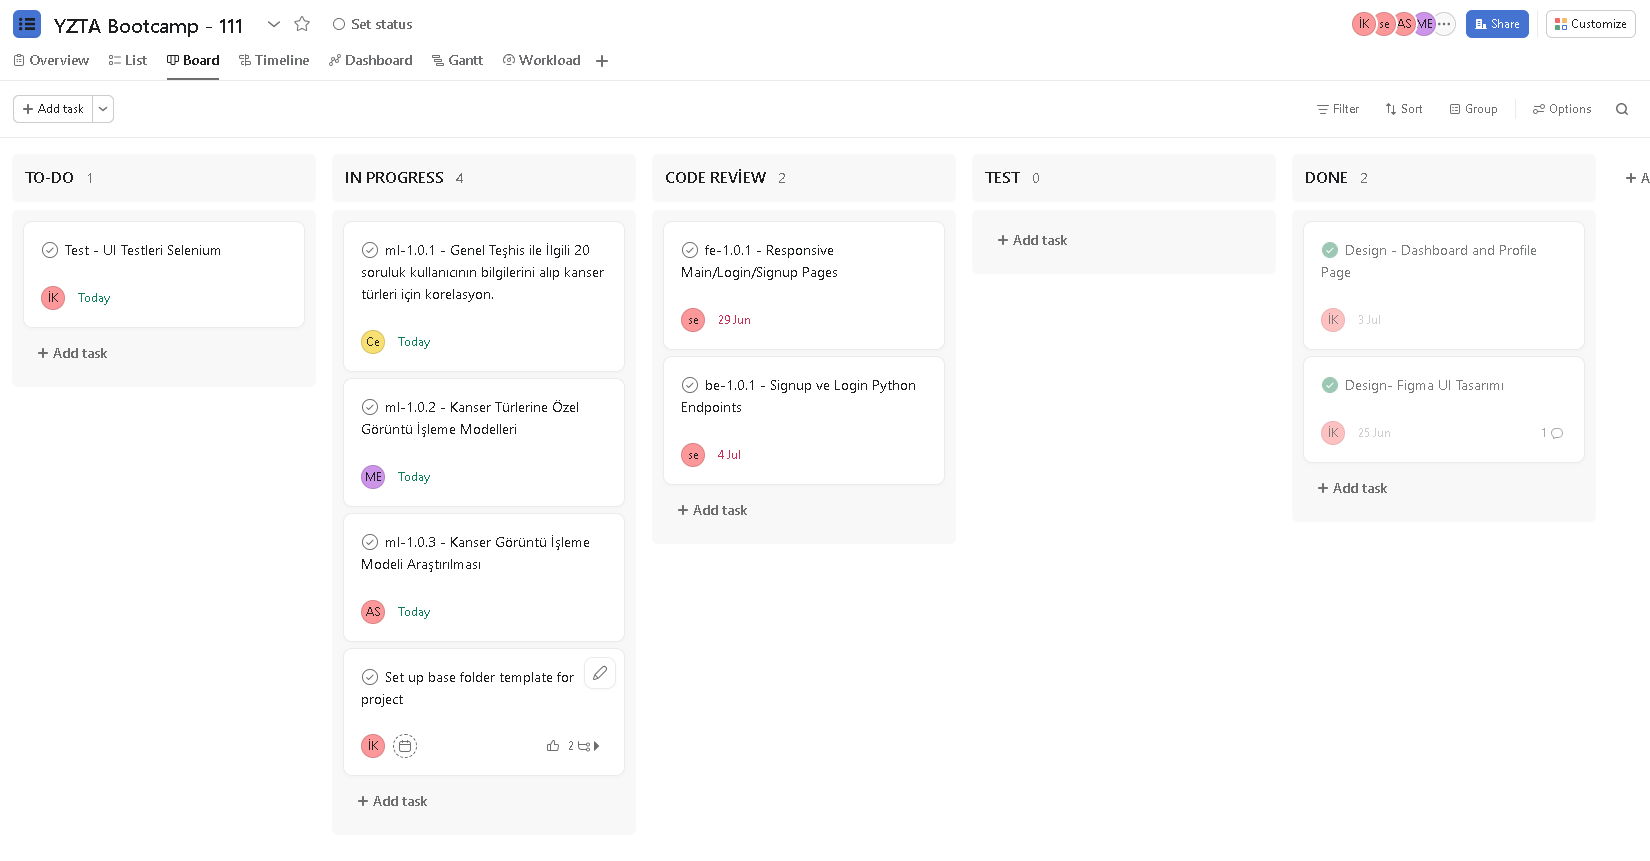 YZTA Bootcamp - 111
Set status
İK se AS ME
Share
Customize
Overview
List
Board
Timeline
Dashboard
Gantt
Workload
Add task
Filter
Sort
Group
Options
TO-DO 1
Test - UI Testleri Selenium
İK Today
Add task
IN PROGRESS 4
ml-1.0.1 - Genel Teşhis ile İlgili 20
soruluk kullanıcının bilgilerini alıp kanser
türleri için korelasyon.
Ce Today
ml-1.0.2 - Kanser Türlerine Özel
Görüntü İşleme Modelleri
ME Today
ml-1.0.3 - Kanser Görüntü İşleme
Modeli Araştırılması
AS Today
Set up base folder template for
project
İK 2
Add task
CODE REVİEW 2
fe-1.0.1 - Responsive
Main/Login/Signup Pages
se 29 Jun
be-1.0.1 - Signup ve Login Python
Endpoints
se 4 Jul
Add task
TEST 0
Add task
DONE 2
Design - Dashboard and Profile
Page
İK 3 Jul
Design- Figma UI Tasarımı
İK 25 Jun 1
Add task